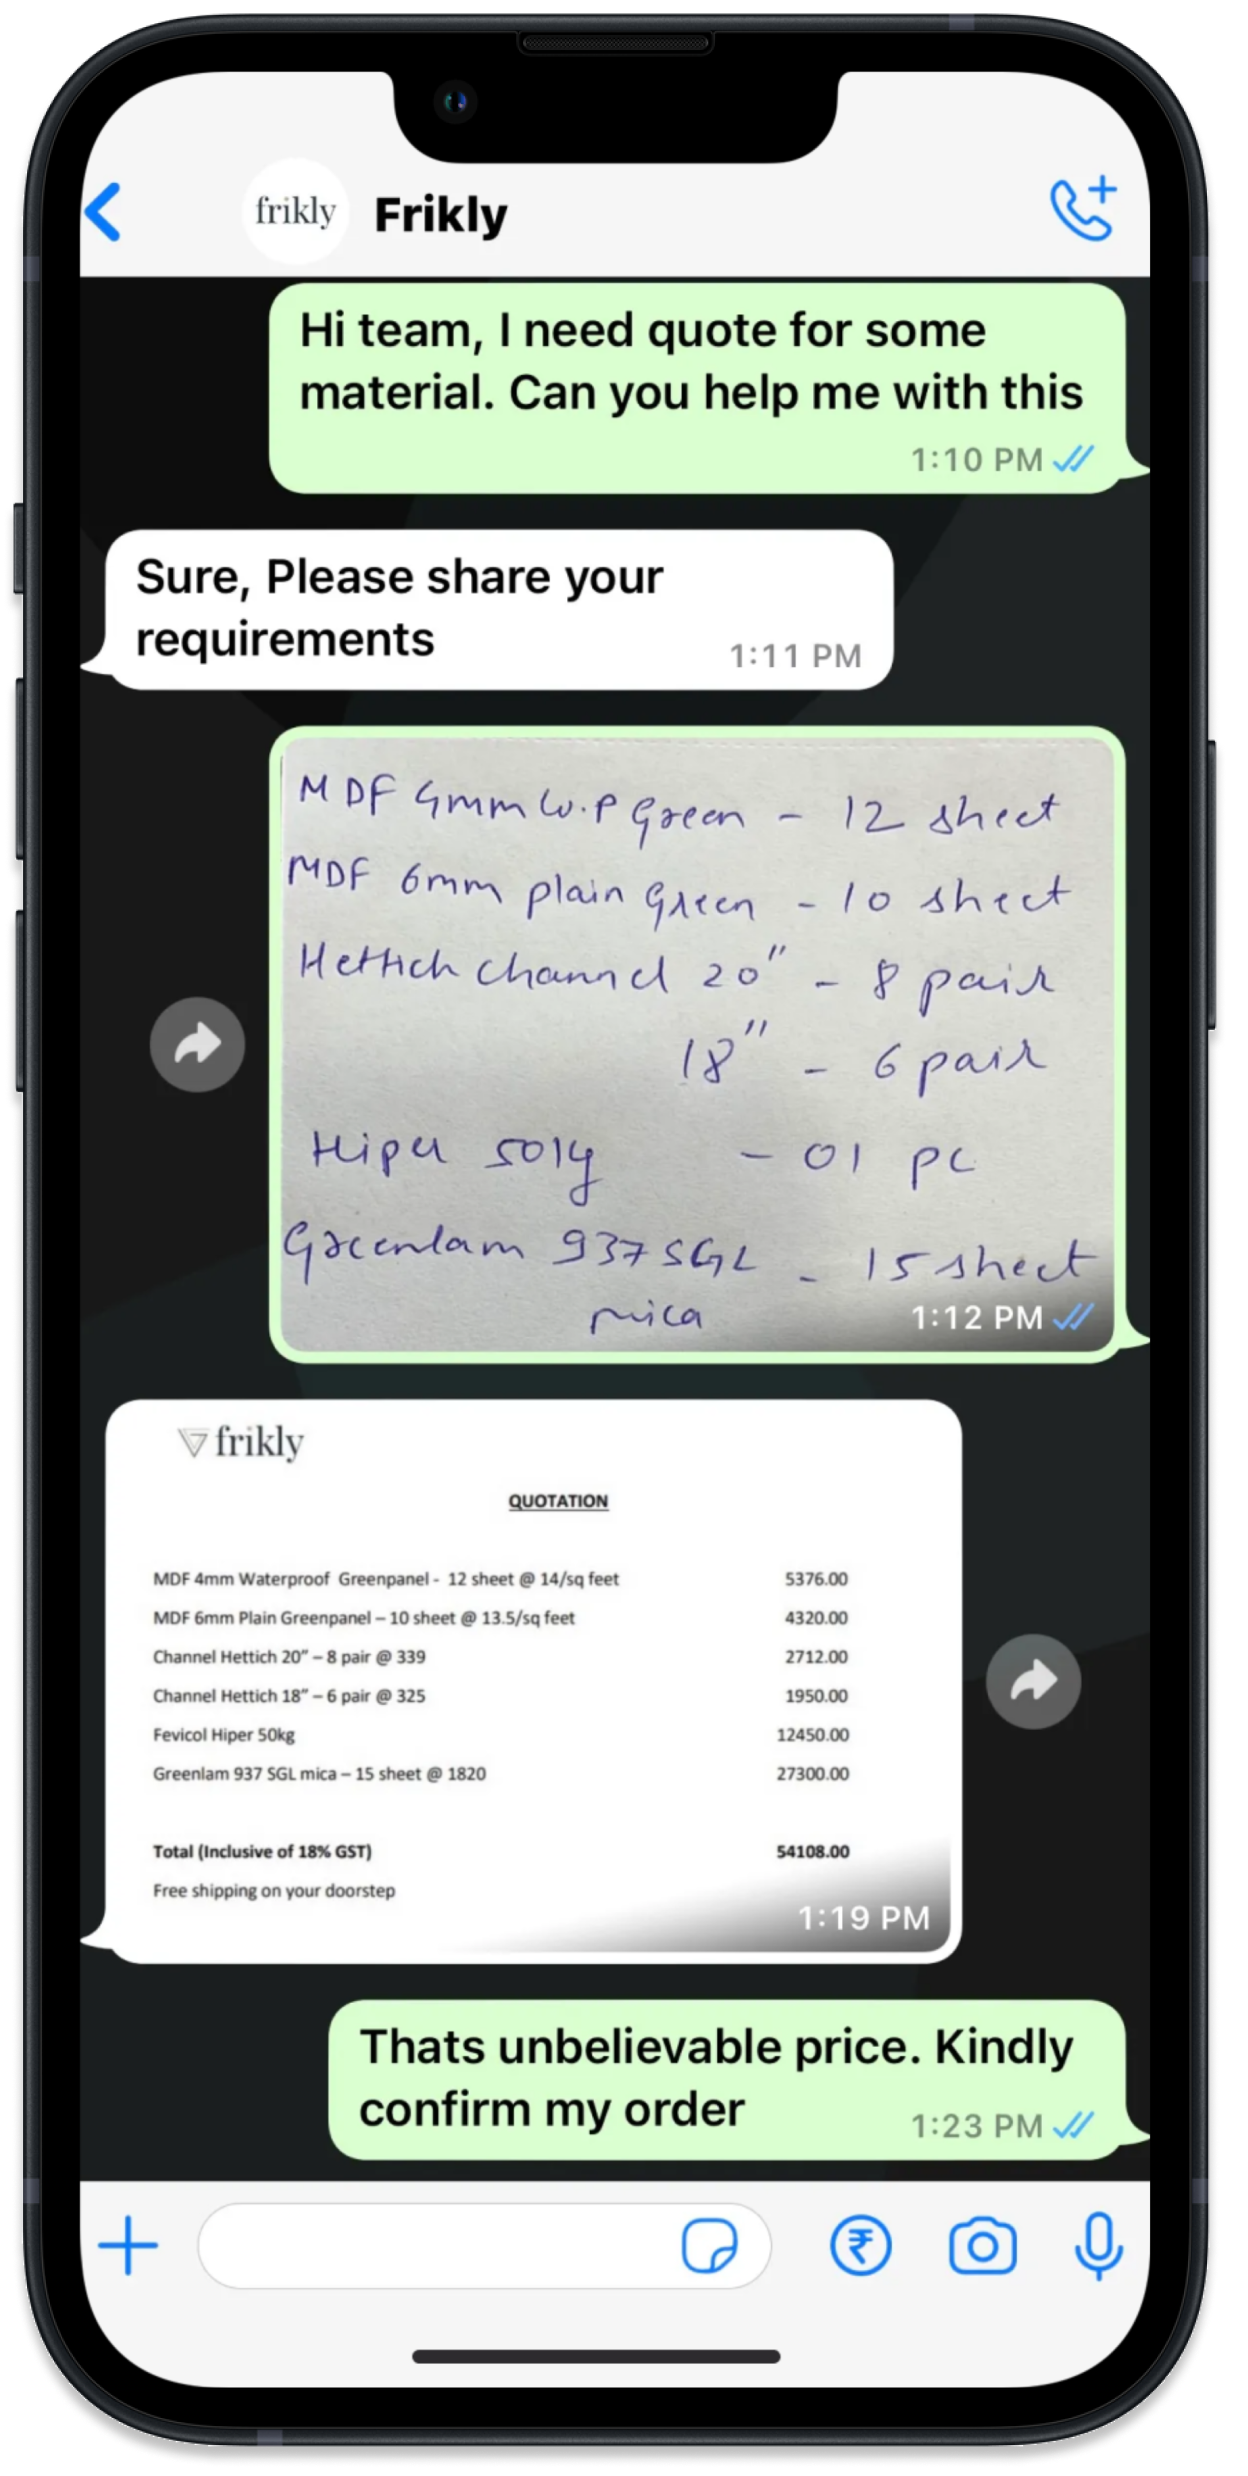 frikly Frikly
Hi team, I need quote for some
material. Can you help me with this
1:10 PM
Sure, Please share your
requirements
1:11 PM
MDF 4mm W.P Green - 12 sheet
MDF 6mm plain Green - 10 sheet
Hettich channel 20" - 8 pair
18" - 6 pair
Hiper 50kg - 01 pc
Greenlam 937 SGL - 15 sheet
mica
1:12 PM
frikly
QUOTATION
MDF 4mm Waterproof Greenpanel - 12 sheet @ 14/sq feet 5376.00
MDF 6mm Plain Greenpanel – 10 sheet @ 13.5/sq feet 4320.00
Channel Hettich 20” – 8 pair @ 339 2712.00
Channel Hettich 18” – 6 pair @ 325 1950.00
Fevicol Hiper 50kg 12450.00
Greenlam 937 SGL mica – 15 sheet @ 1820 27300.00
Total (Inclusive of 18% GST) 54108.00
Free shipping on your doorstep
1:19 PM
Thats unbelievable price. Kindly
confirm my order
1:23 PM
₹